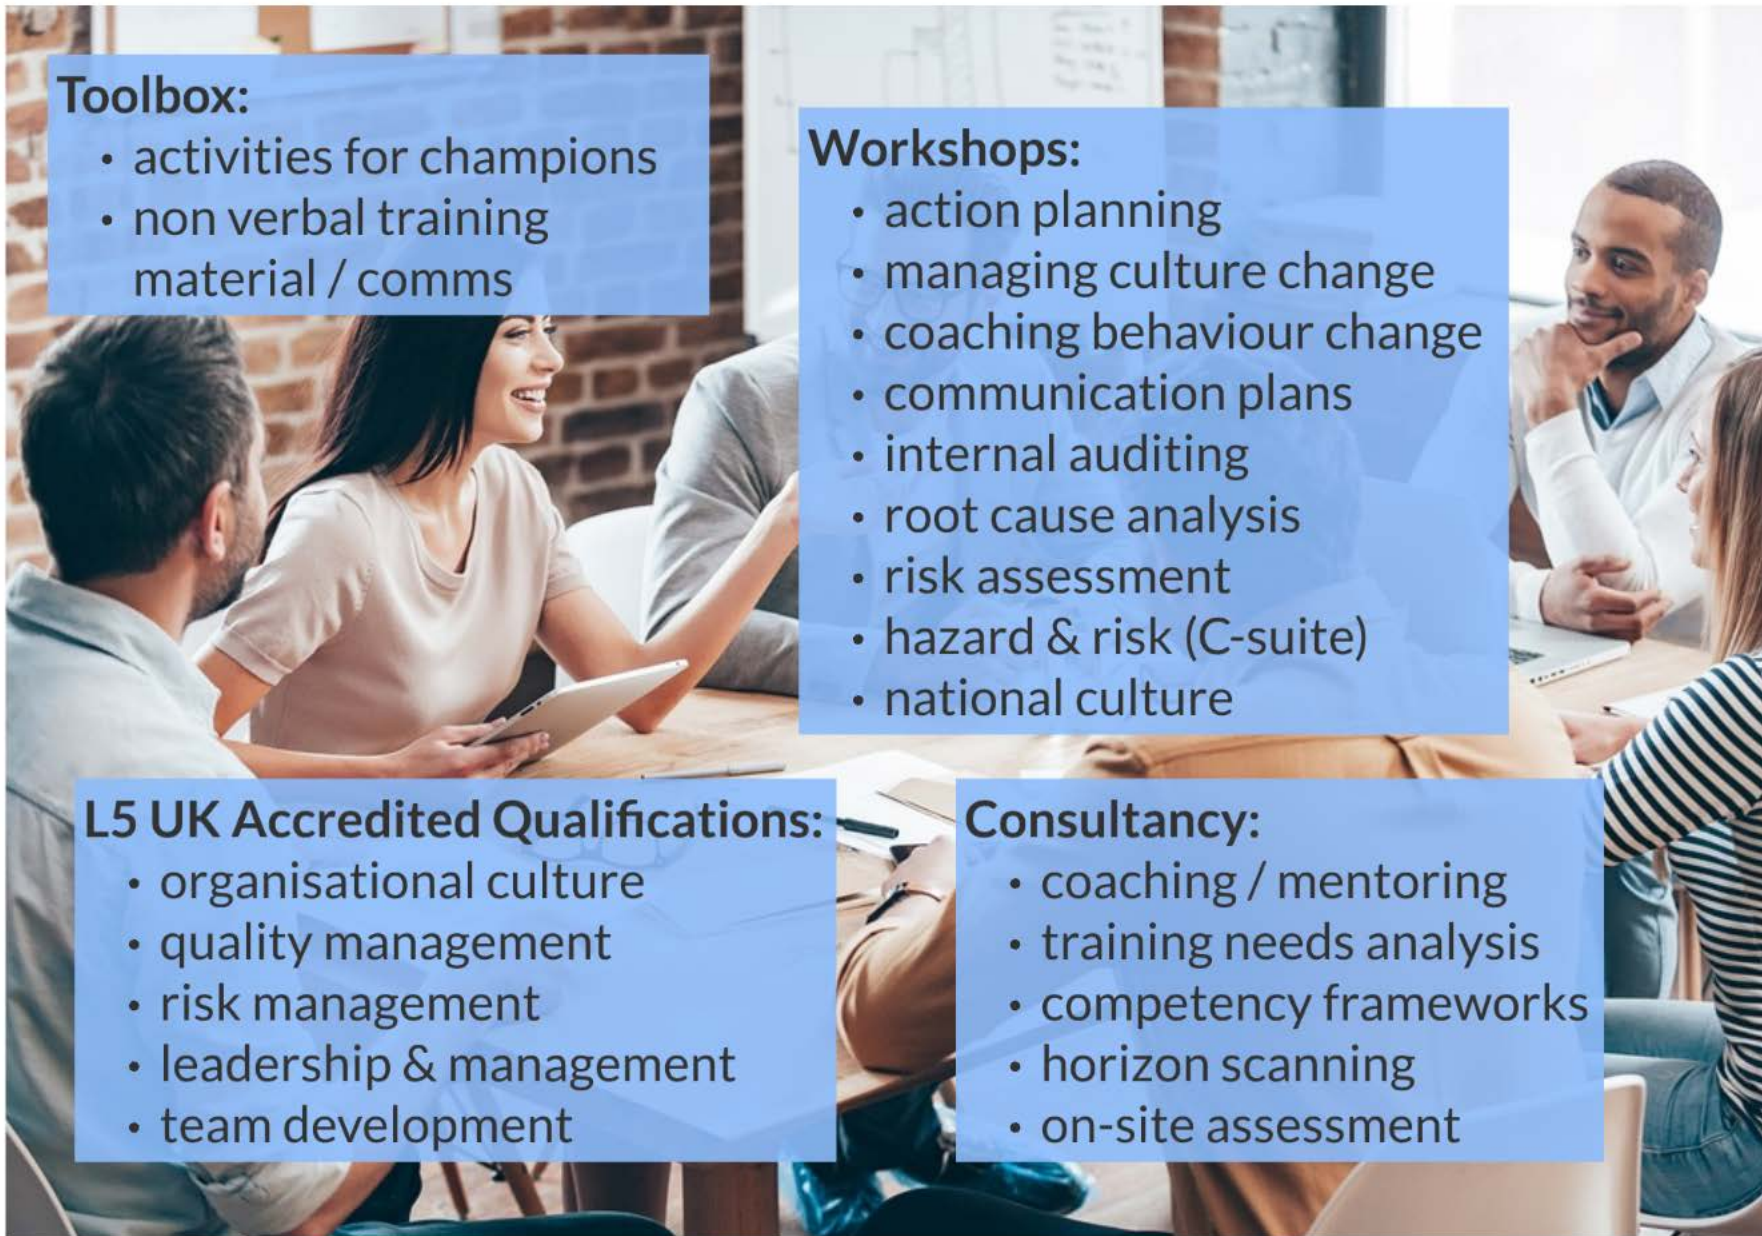 Toolbox:
• activities for champions
• non verbal training
material / comms
Workshops:
• action planning
• managing culture change
• coaching behaviour change
• communication plans
• internal auditing
• root cause analysis
• risk assessment
• hazard & risk (C-suite)
• national culture
L5 UK Accredited Qualifications:
• organisational culture
• quality management
• risk management
• leadership & management
• team development
Consultancy:
• coaching / mentoring
• training needs analysis
• competency frameworks
• horizon scanning
• on-site assessment